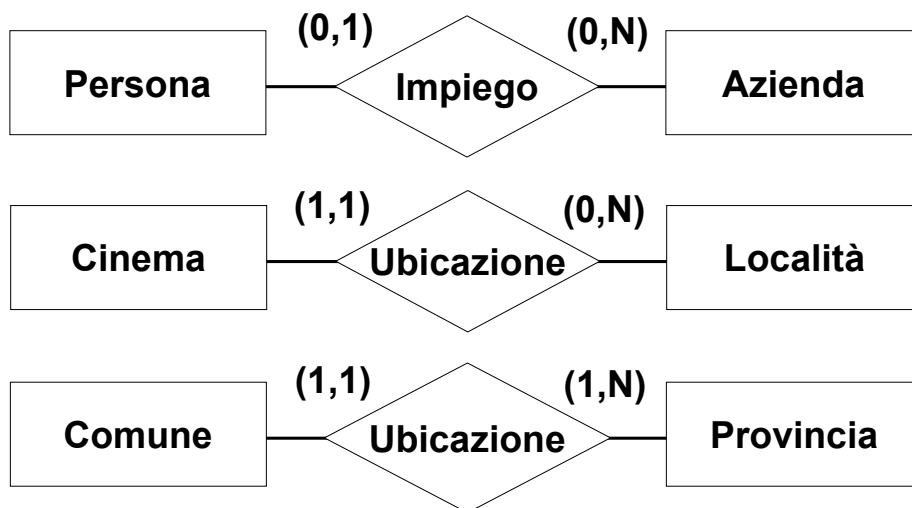 (0,1) (0,N)
Persona Impiego Azienda
(1,1) (0,N)
Cinema Ubicazione Località
(1,1) (1,N)
Comune Ubicazione Provincia